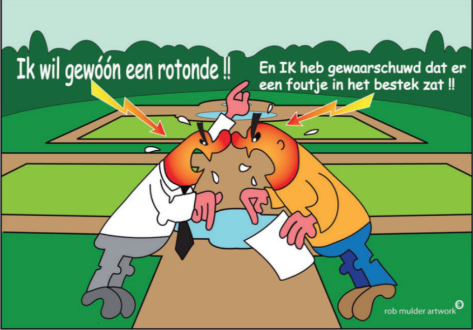 Ik wil gewóón een rotonde !!
En IK heb gewaarschuwd dat er
een foutje in het bestek zat !!
rob mulder artwork